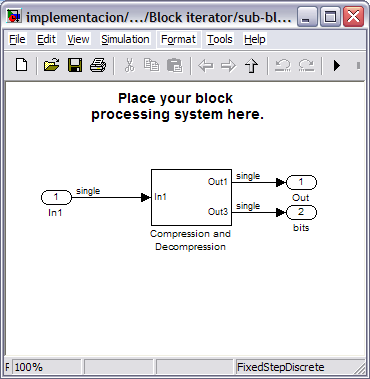 implementacion/.../Block iterator/sub-bl...
File Edit View Simulation Format Tools Help
Place your block
processing system here.
single
single
1
In1
In1
Out1
1
Out
single
Out3
2
bits
Compression and
Decompression
F 100% FixedStepDiscrete